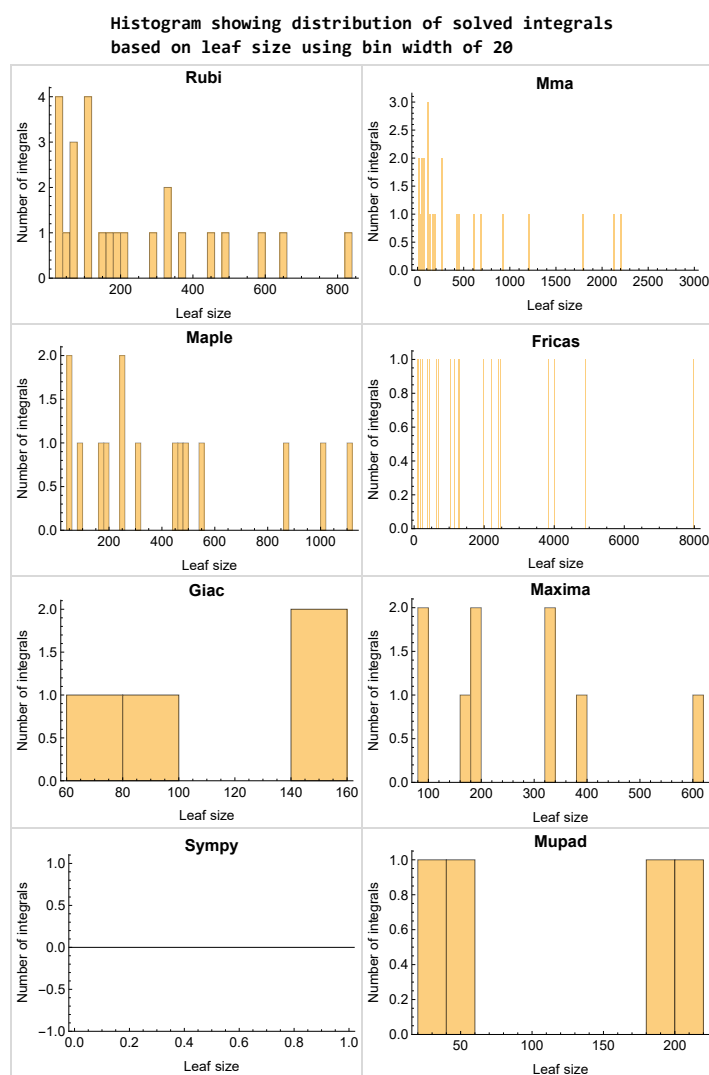 Histogram showing distribution of solved integrals
based on leaf size using bin width of 20
Rubi
Number of integrals
4
3
2
1
0
200 400 600 800
Leaf size
Mma
Number of integrals
3.0
2.5
2.0
1.5
1.0
0.5
0.0
0 500 1000 1500 2000 2500 3000
Leaf size
Maple
Number of integrals
2.0
1.5
1.0
0.5
0.0
200 400 600 800 1000
Leaf size
Fricas
Number of integrals
1.0
0.8
0.6
0.4
0.2
0.0
0 2000 4000 6000 8000
Leaf size
Giac
Number of integrals
2.0
1.5
1.0
0.5
0.0
60 80 100 120 140 160
Leaf size
Maxima
Number of integrals
2.0
1.5
1.0
0.5
0.0
100 200 300 400 500 600
Leaf size
Sympy
Number of integrals
1.0
0.5
0.0
−0.5
−1.0
0.0 0.2 0.4 0.6 0.8 1.0
Leaf size
Mupad
Number of integrals
1.0
0.8
0.6
0.4
0.2
0.0
50 100 150 200
Leaf size